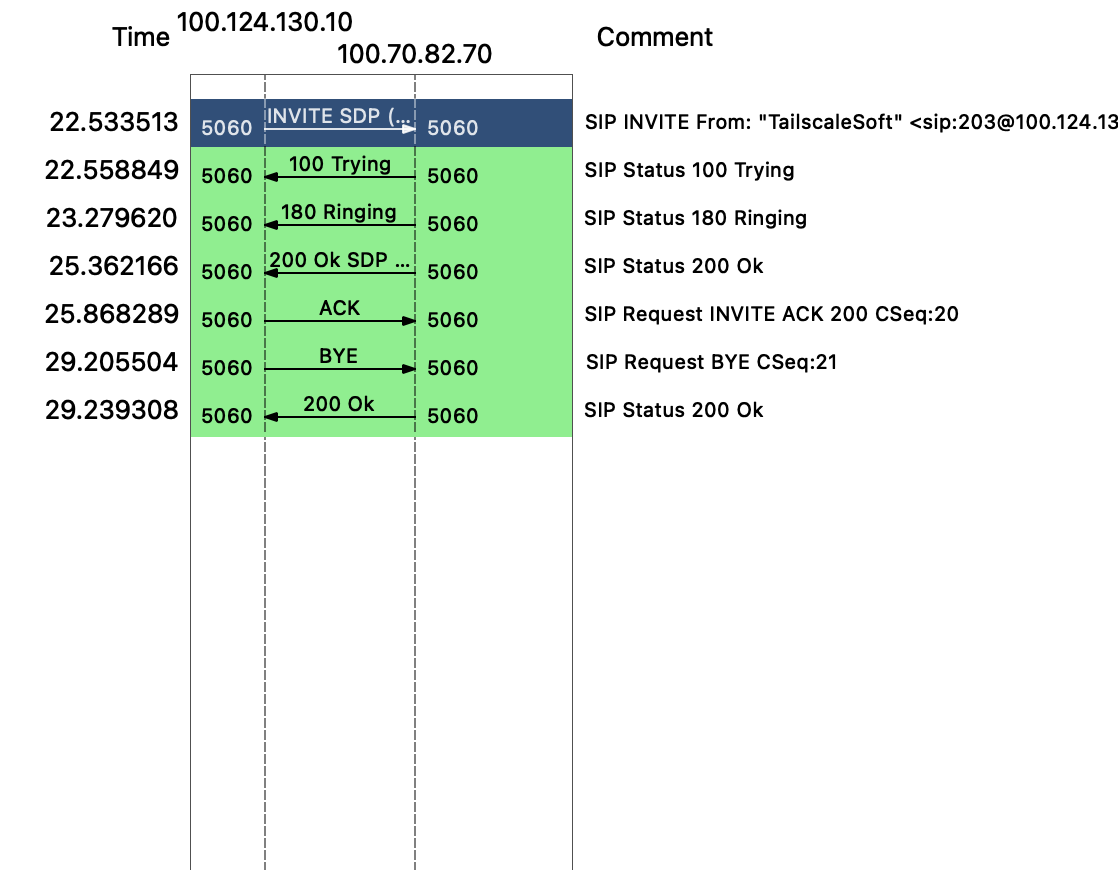 Time 100.124.130.10 Comment
100.70.82.70
22.533513 5060 INVITE SDP (... 5060 SIP INVITE From: "TailscaleSoft" <sip:203@100.124.13
22.558849 5060 100 Trying 5060 SIP Status 100 Trying
23.279620 5060 180 Ringing 5060 SIP Status 180 Ringing
25.362166 5060 200 Ok SDP ... 5060 SIP Status 200 Ok
25.868289 5060 ACK 5060 SIP Request INVITE ACK 200 CSeq:20
29.205504 5060 BYE 5060 SIP Request BYE CSeq:21
29.239308 5060 200 Ok 5060 SIP Status 200 Ok